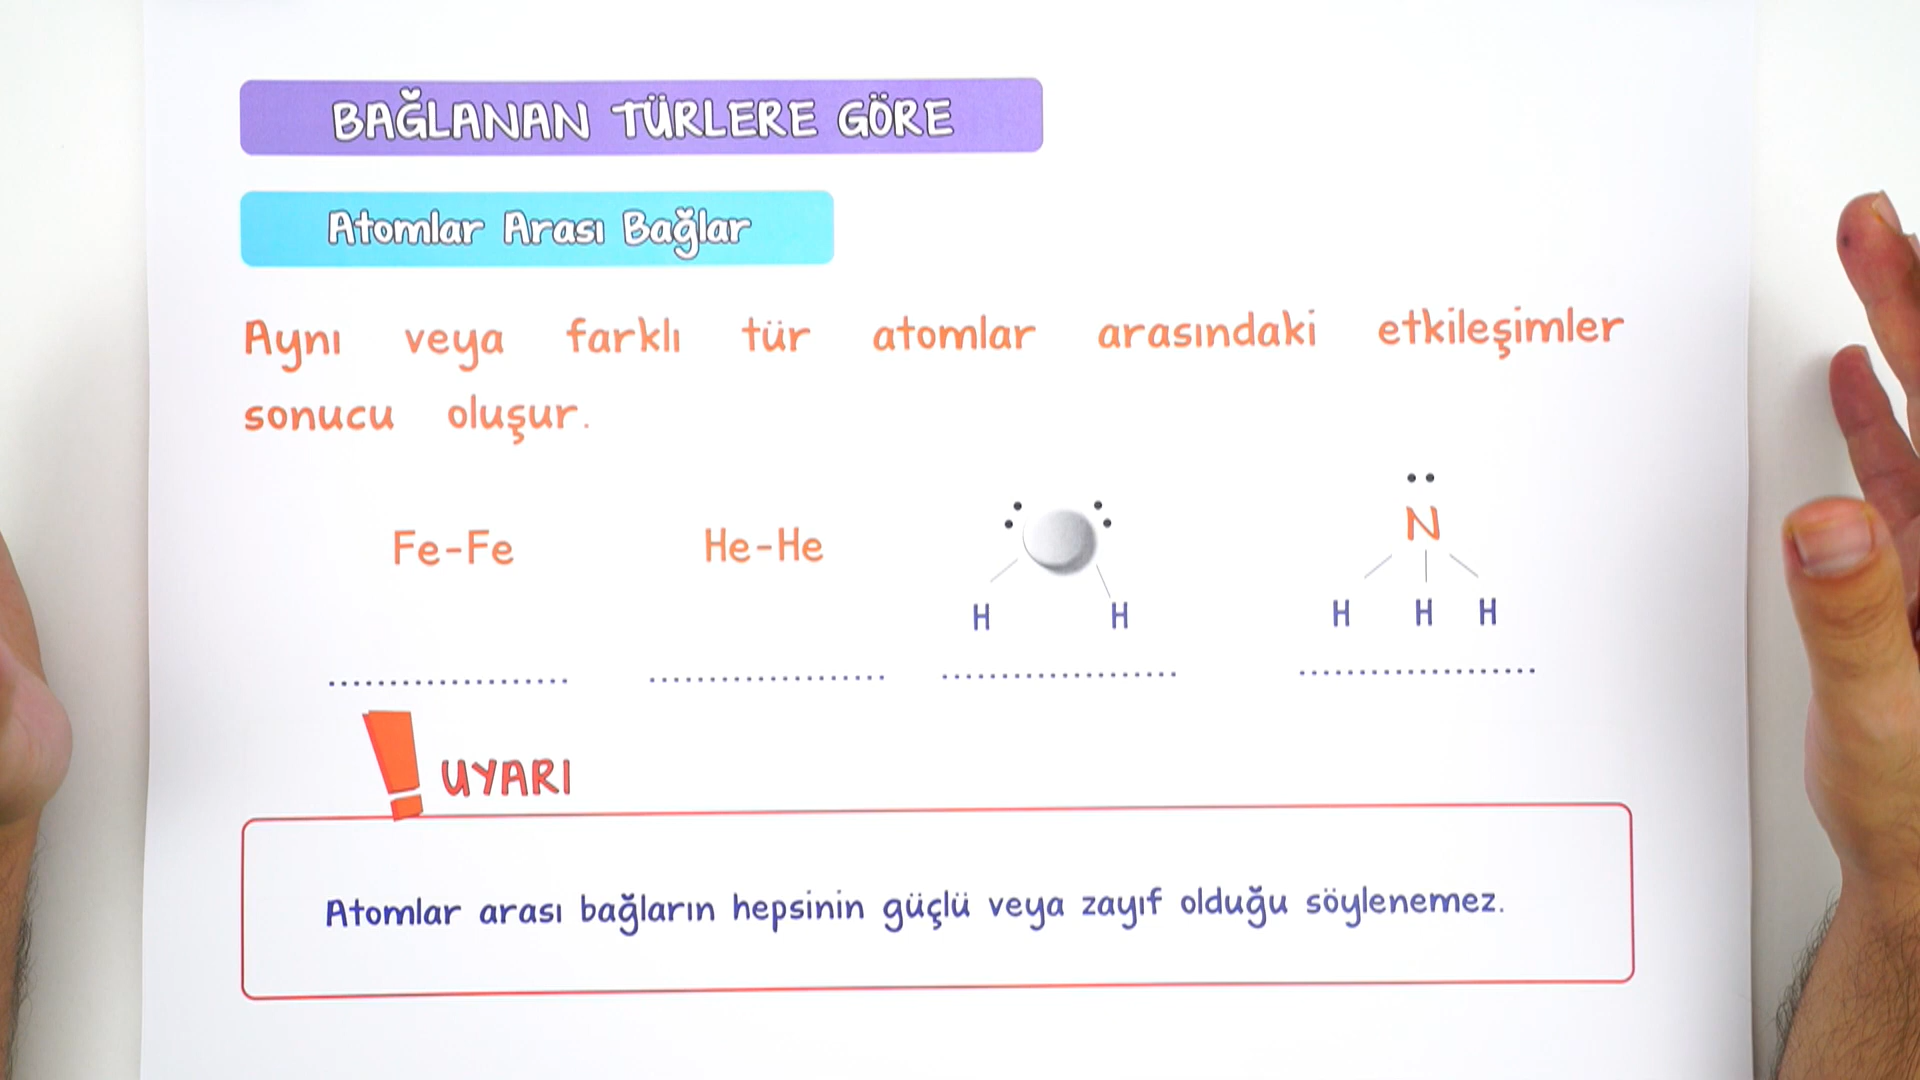 BAĞLANAN TÜRLERE GÖRE
Atomlar Arası Bağlar
Aynı veya farklı tür atomlar arasındaki etkileşimler
sonucu oluşur.
Fe-Fe
He-He
H H
N
H H H
UYARI
Atomlar arası bağların hepsinin güçlü veya zayıf olduğu söylenemez.